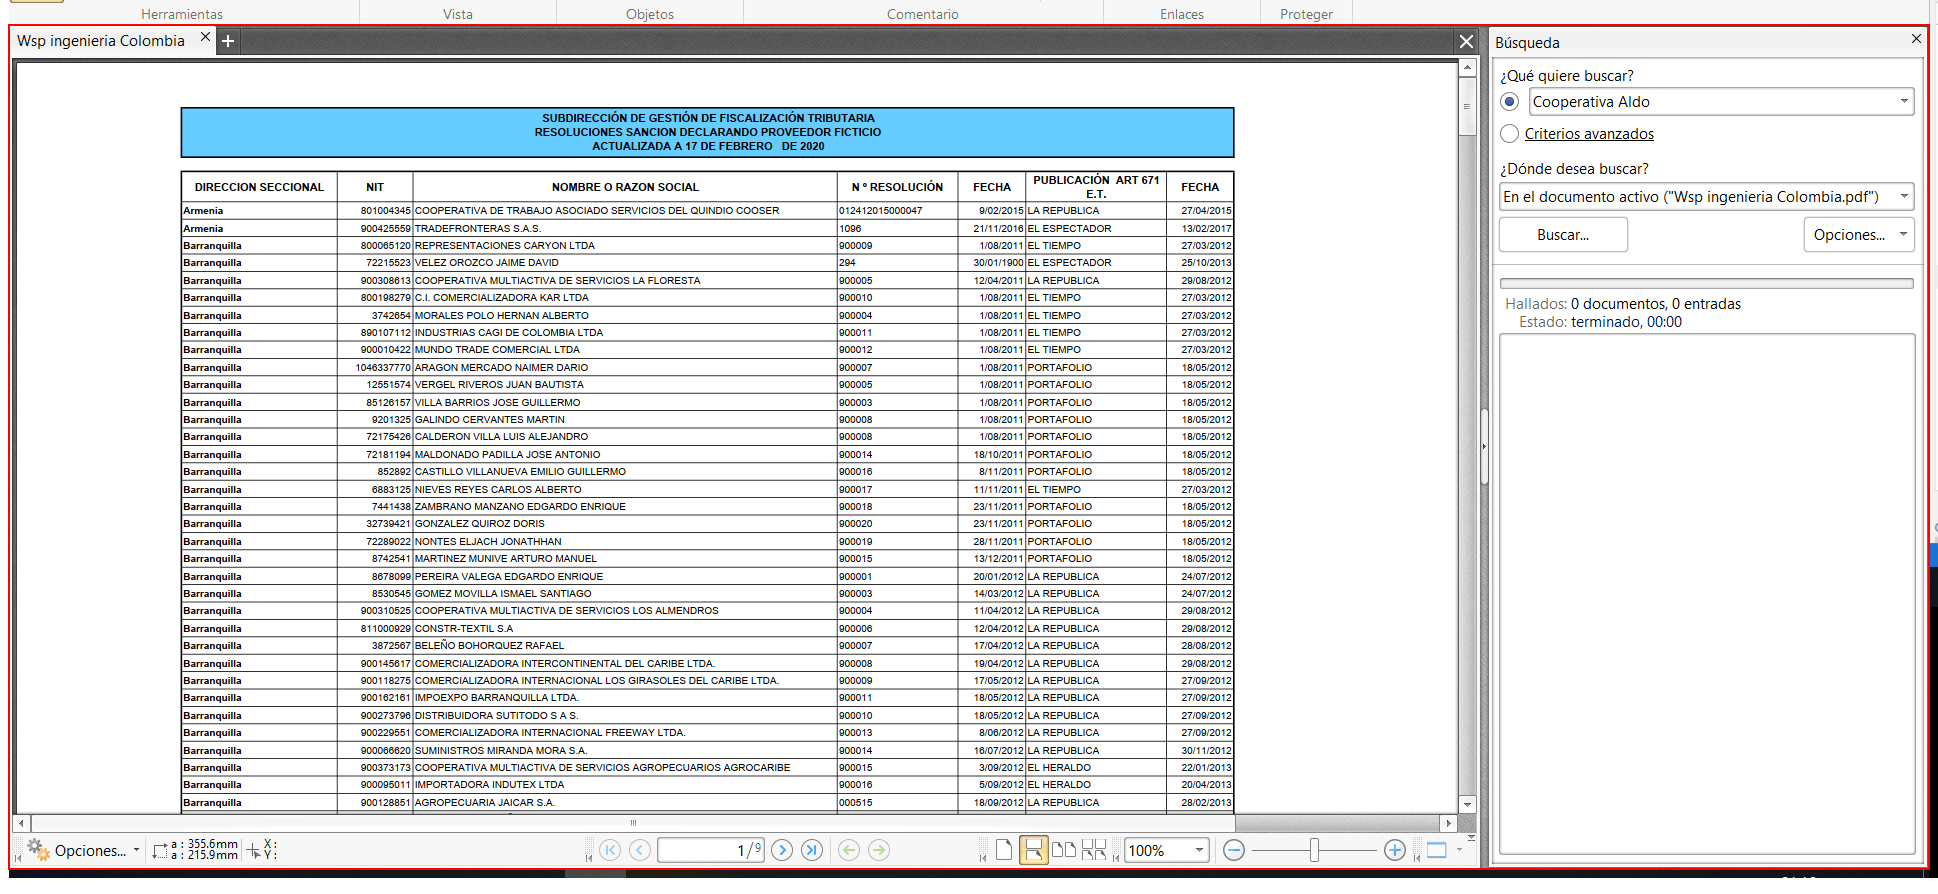 Herramientas Vista Objetos Comentario Enlaces Proteger
Wsp ingenieria Colombia
SUBDIRECCIÓN DE GESTIÓN DE FISCALIZACIÓN TRIBUTARIA
RESOLUCIONES SANCION DECLARANDO PROVEEDOR FICTICIO
ACTUALIZADA A 17 DE FEBRERO DE 2020
DIRECCION SECCIONAL NIT NOMBRE O RAZON SOCIAL N º RESOLUCIÓN FECHA PUBLICACIÓN ART 671 E.T. FECHA
Armenia 801004345 COOPERATIVA DE TRABAJO ASOCIADO SERVICIOS DEL QUINDIO COOSER 012412015000047 9/02/2015 LA REPUBLICA 27/04/2015
Armenia 900425559 TRADEFRONTERAS S.A.S. 1096 21/11/2016 EL ESPECTADOR 13/02/2017
Barranquilla 800065120 REPRESENTACIONES CARYON LTDA 900009 1/08/2011 EL TIEMPO 27/03/2012
Barranquilla 72215523 VELEZ OROZCO JAIME DAVID 294 30/01/1900 EL ESPECTADOR 25/10/2013
Barranquilla 900308613 COOPERATIVA MULTIACTIVA DE SERVICIOS LA FLORESTA 900005 12/04/2011 LA REPUBLICA 29/08/2012
Barranquilla 800198279 C.I. COMERCIALIZADORA KAR LTDA 900010 1/08/2011 EL TIEMPO 27/03/2012
Barranquilla 3742654 MORALES POLO HERNAN ALBERTO 900004 1/08/2011 EL TIEMPO 27/03/2012
Barranquilla 890107112 INDUSTRIAS CAGI DE COLOMBIA LTDA 900011 1/08/2011 EL TIEMPO 27/03/2012
Barranquilla 900010422 MUNDO TRADE COMERCIAL LTDA 900012 1/08/2011 EL TIEMPO 27/03/2012
Barranquilla 1046337770 ARAGON MERCADO NAIMER DARIO 900007 1/08/2011 PORTAFOLIO 18/05/2012
Barranquilla 12551574 VERGEL RIVEROS JUAN BAUTISTA 900005 1/08/2011 PORTAFOLIO 18/05/2012
Barranquilla 85126157 VILLA BARRIOS JOSE GUILLERMO 900003 1/08/2011 PORTAFOLIO 18/05/2012
Barranquilla 9201325 GALINDO CERVANTES MARTIN 900008 1/08/2011 PORTAFOLIO 18/05/2012
Barranquilla 72175426 CALDERON VILLA LUIS ALEJANDRO 900008 1/08/2011 PORTAFOLIO 18/05/2012
Barranquilla 72181194 MALDONADO PADILLA JOSE ANTONIO 900014 18/10/2011 PORTAFOLIO 18/05/2012
Barranquilla 852892 CASTILLO VILLANUEVA EMILIO GUILLERMO 900016 8/11/2011 PORTAFOLIO 18/05/2012
Barranquilla 6883125 NIEVES REYES CARLOS ALBERTO 900017 11/11/2011 EL TIEMPO 27/03/2012
Barranquilla 7441438 ZAMBRANO MANZANO EDGARDO ENRIQUE 900018 23/11/2011 PORTAFOLIO 18/05/2012
Barranquilla 32739421 GONZALEZ QUIROZ DORIS 900020 23/11/2011 PORTAFOLIO 18/05/2012
Barranquilla 72289022 NONTES ELJACH JONATHHAN 900019 28/11/2011 PORTAFOLIO 18/05/2012
Barranquilla 8742541 MARTINEZ MUNIVE ARTURO MANUEL 900015 13/12/2011 PORTAFOLIO 18/05/2012
Barranquilla 8678099 PEREIRA VALEGA EDGARDO ENRIQUE 900001 20/01/2012 LA REPUBLICA 24/07/2012
Barranquilla 8530545 GOMEZ MOVILLA ISMAEL SANTIAGO 900003 14/03/2012 LA REPUBLICA 24/07/2012
Barranquilla 900310525 COOPERATIVA MULTIACTIVA DE SERVICIOS LOS ALMENDROS 900004 11/04/2012 LA REPUBLICA 29/08/2012
Barranquilla 811000929 CONSTR-TEXTIL S.A 900006 12/04/2012 LA REPUBLICA 29/08/2012
Barranquilla 3872567 BELEÑO BOHORQUEZ RAFAEL 900007 17/04/2012 LA REPUBLICA 28/08/2012
Barranquilla 900145617 COMERCIALIZADORA INTERCONTINENTAL DEL CARIBE LTDA. 900008 19/04/2012 LA REPUBLICA 29/08/2012
Barranquilla 900118275 COMERCIALIZADORA INTERNACIONAL LOS GIRASOLES DEL CARIBE LTDA. 900009 17/05/2012 LA REPUBLICA 27/09/2012
Barranquilla 900162161 IMPOEXPO BARRANQUILLA LTDA. 900011 18/05/2012 LA REPUBLICA 27/09/2012
Barranquilla 900273796 DISTRIBUIDORA SUTITODO S A S. 900010 18/05/2012 LA REPUBLICA 27/09/2012
Barranquilla 900229551 COMERCIALIZADORA INTERNACIONAL FREEWAY LTDA. 900013 8/06/2012 LA REPUBLICA 27/09/2012
Barranquilla 900066620 SUMINISTROS MIRANDA MORA S.A. 900014 16/07/2012 LA REPUBLICA 30/11/2012
Barranquilla 900373173 COOPERATIVA MULTIACTIVA DE SERVICIOS AGROPECUARIOS AGROCARIBE 900015 3/09/2012 EL HERALDO 22/01/2013
Barranquilla 900095011 IMPORTADORA INDUTEX LTDA 900016 5/09/2012 EL HERALDO 20/04/2013
Barranquilla 900128851 AGROPECUARIA JAICAR S.A. 000515 18/09/2012 LA REPUBLICA 28/02/2013
Opciones... a : 355.6mm X :
a : 215.9mm Y :
1/9
100%
Búsqueda
¿Qué quiere buscar?
Cooperativa Aldo
Criterios avanzados
¿Dónde desea buscar?
En el documento activo ("Wsp ingenieria Colombia.pdf")
Buscar... Opciones...
Hallados: 0 documentos, 0 entradas
Estado: terminado, 00:00